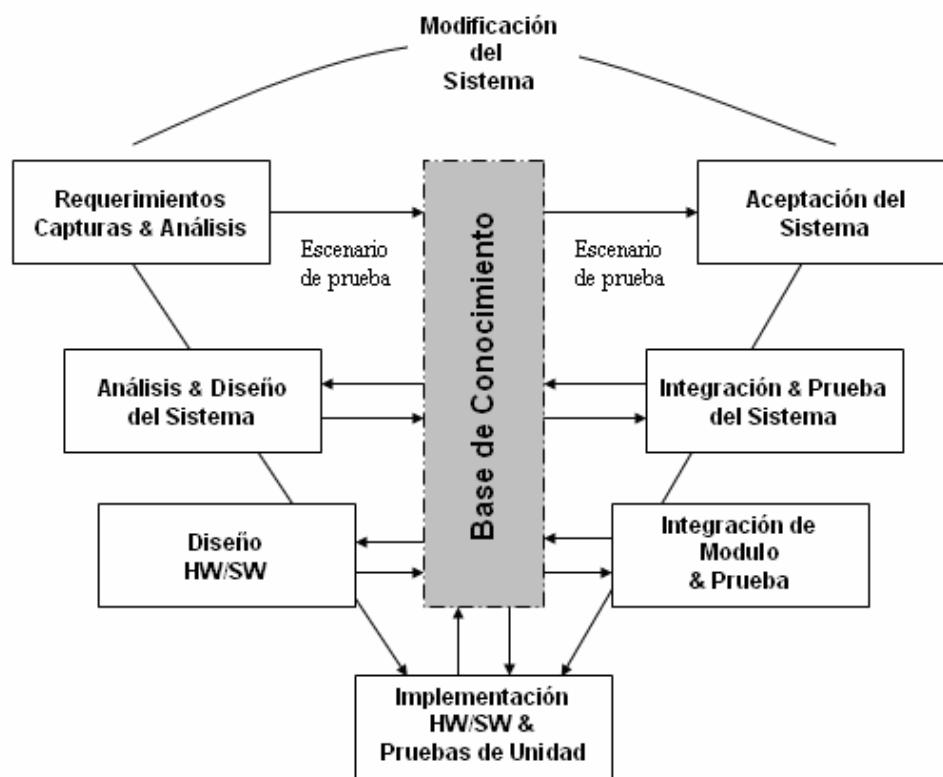 Modificación
del
Sistema
Requerimientos
Capturas & Análisis
Escenario
de prueba
Base de Conocimiento
Escenario
de prueba
Aceptación del
Sistema
Análisis & Diseño
del Sistema
Integración & Prueba
del Sistema
Diseño
HW/SW
Integración de
Modulo
& Prueba
Implementación
HW/SW &
Pruebas de Unidad